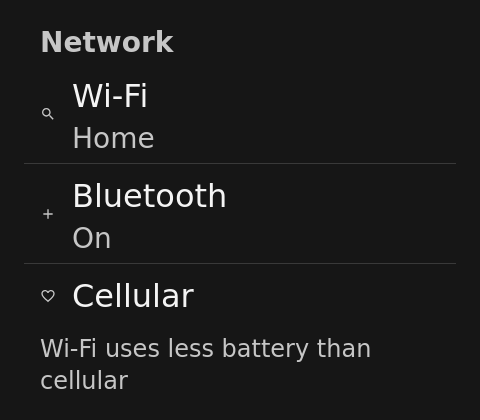 Network
Wi-Fi
Home
Bluetooth
On
Cellular
Wi-Fi uses less battery than
cellular